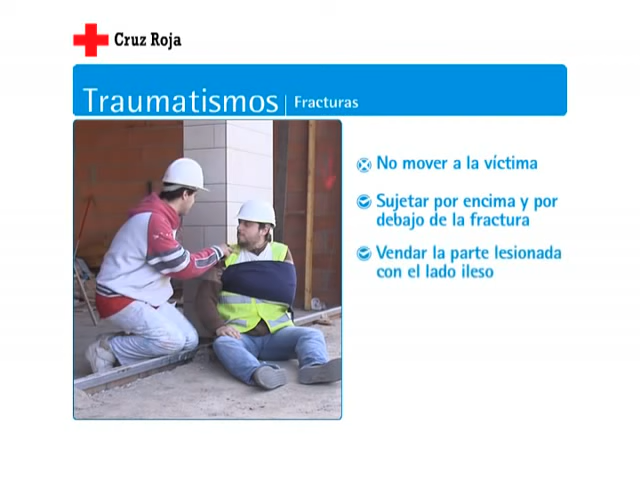 Cruz Roja
Traumatismos | Fracturas
No mover a la víctima
Sujetar por encima y por
debajo de la fractura
Vendar la parte lesionada
con el lado ileso